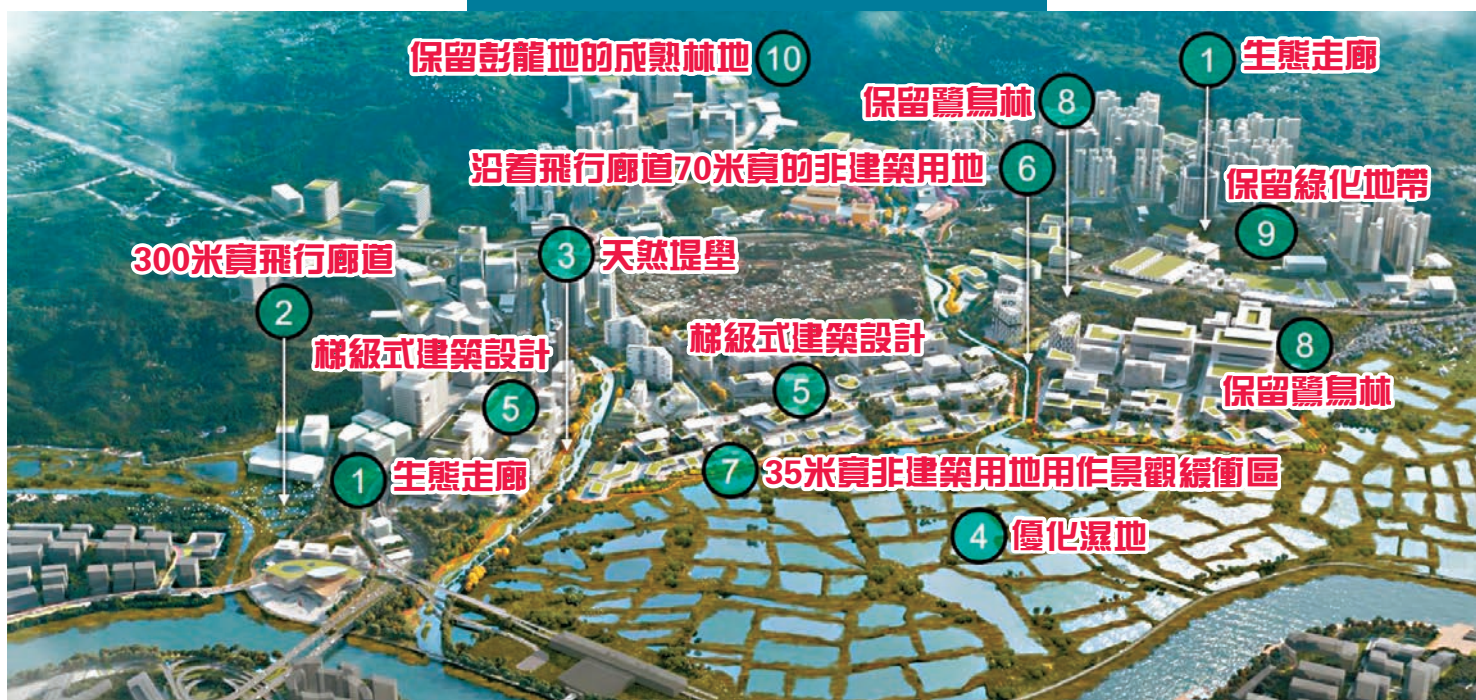 保留彭龍地的成熟林地 10
1 生態走廊
保留鷺鳥林 8
沿着飛行廊道70米寬的非建築用地 6
保留綠化地帶
9
300米寬飛行廊道
2
3 天然堤壆
梯級式建築設計
5
梯級式建築設計
5
8
保留鷺鳥林
1 生態走廊
7 35米寬非建築用地用作景觀緩衝區
4 優化濕地